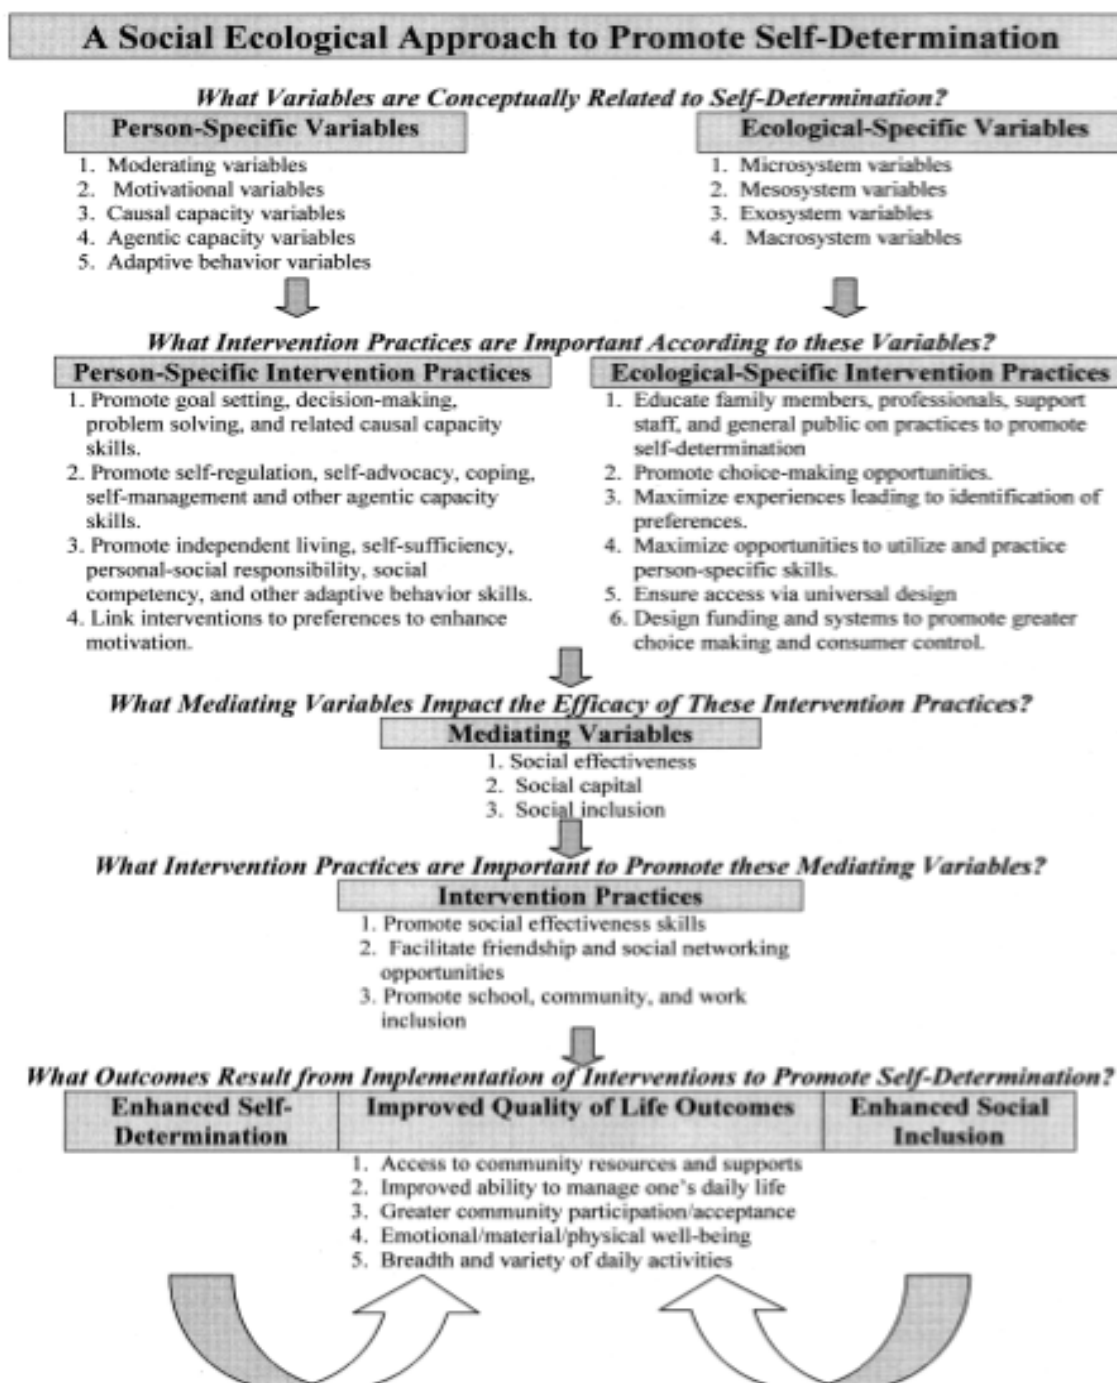 A Social Ecological Approach to Promote Self-Determination
What Variables are Conceptually Related to Self-Determination?
Person-Specific Variables
1. Moderating variables
2. Motivational variables
3. Causal capacity variables
4. Agentic capacity variables
5. Adaptive behavior variables
Ecological-Specific Variables
1. Microsystem variables
2. Mesosystem variables
3. Exosystem variables
4. Macrosystem variables
What Intervention Practices are Important According to these Variables?
Person-Specific Intervention Practices
1. Promote goal setting, decision-making,
problem solving, and related causal capacity
skills.
2. Promote self-regulation, self-advocacy, coping,
self-management and other agentic capacity
skills.
3. Promote independent living, self-sufficiency,
personal-social responsibility, social
competency, and other adaptive behavior skills.
4. Link interventions to preferences to enhance
motivation.
Ecological-Specific Intervention Practices
1. Educate family members, professionals, support
staff, and general public on practices to promote
self-determination
2. Promote choice-making opportunities.
3. Maximize experiences leading to identification of
preferences.
4. Maximize opportunities to utilize and practice
person-specific skills.
5. Ensure access via universal design
6. Design funding and systems to promote greater
choice making and consumer control.
What Mediating Variables Impact the Efficacy of These Intervention Practices?
Mediating Variables
1. Social effectiveness
2. Social capital
3. Social inclusion
What Intervention Practices are Important to Promote these Mediating Variables?
Intervention Practices
1. Promote social effectiveness skills
2. Facilitate friendship and social networking
opportunities
3. Promote school, community, and work
inclusion
What Outcomes Result from Implementation of Interventions to Promote Self-Determination?
Enhanced Self-
Determination
Improved Quality of Life Outcomes
Enhanced Social
Inclusion
1. Access to community resources and supports
2. Improved ability to manage one's daily life
3. Greater community participation/acceptance
4. Emotional/material/physical well-being
5. Breadth and variety of daily activities